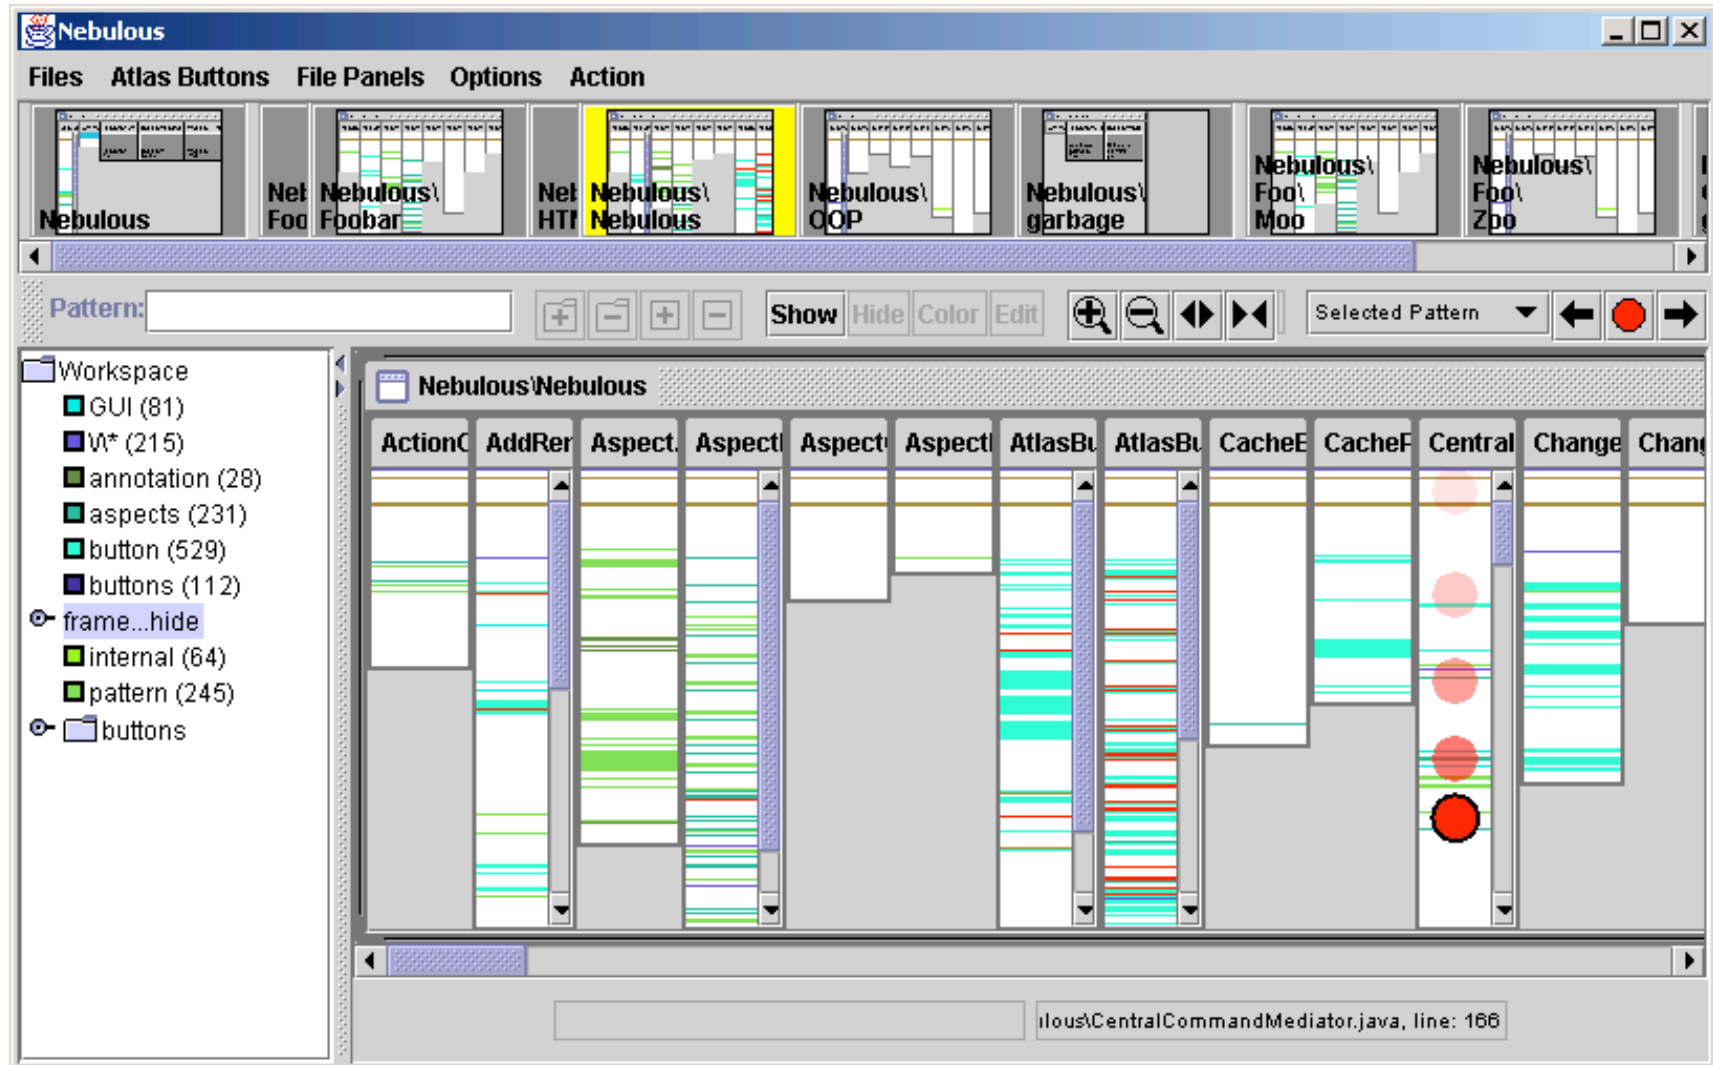 Nebulous
Files Atlas Buttons File Panels Options Action
Nebulous
Nebulous\
Foobar
Nebulous\
Nebulous
Nebulous\
OOP
Nebulous\
garbage
Nebulous\
Foo\
Moo
Nebulous\
Foo\
Zoo
Pattern:
Show Hide Color Edit
Selected Pattern
Workspace
GUI (81)
\/\* (215)
annotation (28)
aspects (231)
button (529)
buttons (112)
frame...hide
internal (64)
pattern (245)
buttons
Nebulous\Nebulous
Aspect. Central Change
ilous\CentralCommandMediator.java, line: 166